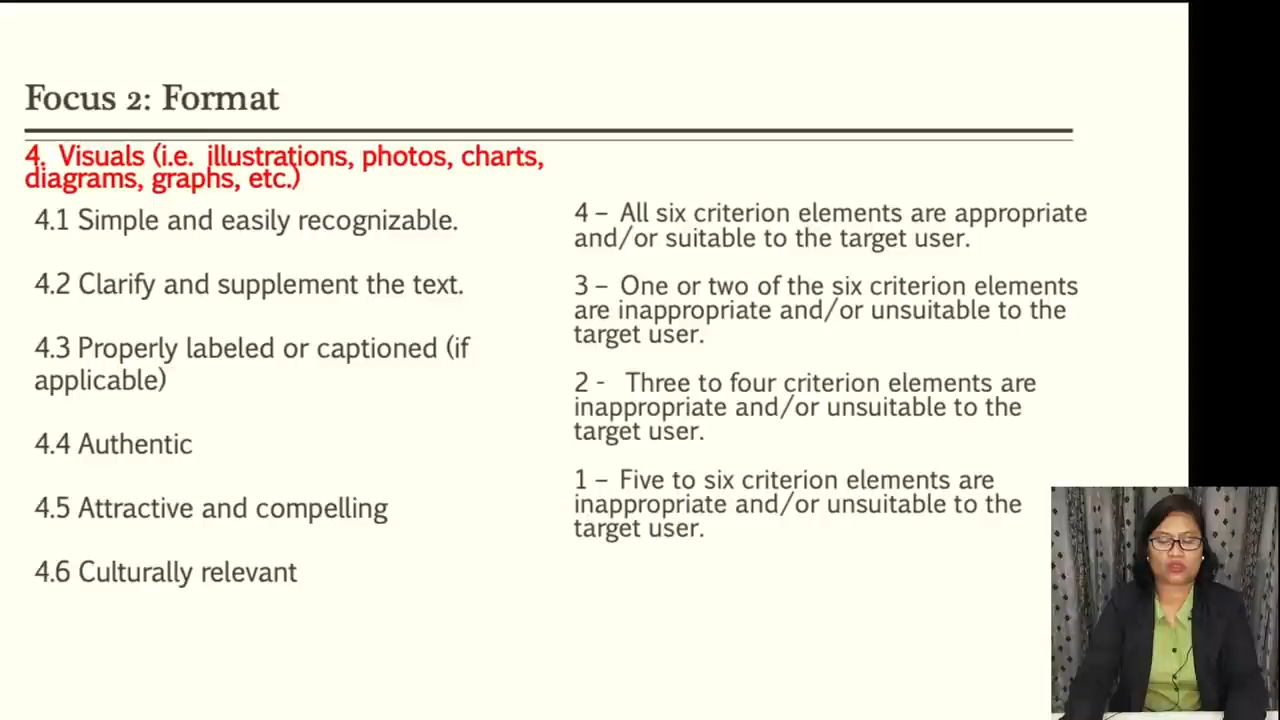 Focus 2: Format
4. Visuals (i.e. illustrations, photos, charts,
diagrams, graphs, etc.)
4.1 Simple and easily recognizable.
4.2 Clarify and supplement the text.
4.3 Properly labeled or captioned (if
applicable)
4.4 Authentic
4.5 Attractive and compelling
4.6 Culturally relevant
4 – All six criterion elements are appropriate
and/or suitable to the target user.
3 – One or two of the six criterion elements
are inappropriate and/or unsuitable to the
target user.
2 - Three to four criterion elements are
inappropriate and/or unsuitable to the
target user.
1 – Five to six criterion elements are
inappropriate and/or unsuitable to the
target user.